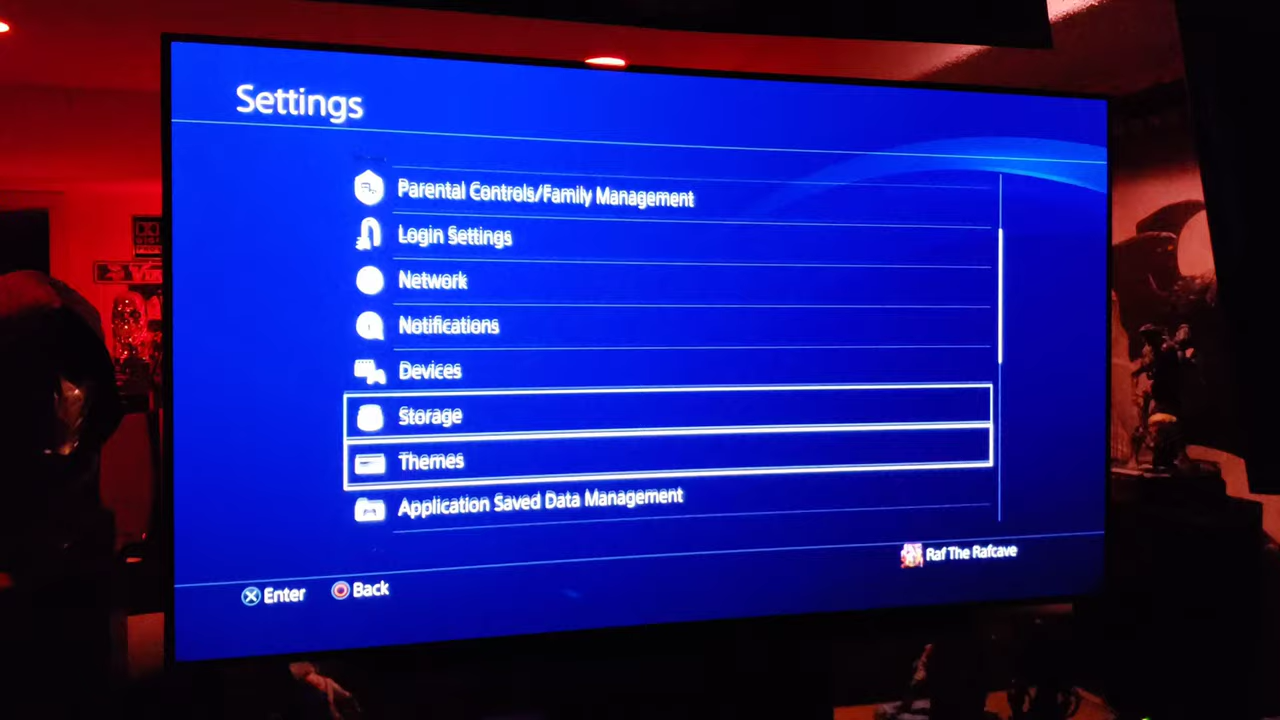 Settings
Parental Controls/Family Management
Login Settings
Network
Notifications
Devices
Storage
Themes
Application Saved Data Management
Raf The Rafcave
Enter
Back